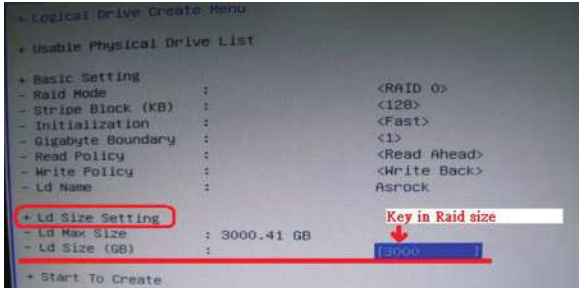 + Logical Drive Create Menu
+ Usable Physical Drive List
+ Basic Setting
- Raid Mode : <RAID 0>
- Stripe Block (KB) : <128>
- Initialization : <Fast>
- Gigabyte Boundary : <1>
- Read Policy : <Read Ahead>
- Write Policy : <Write Back>
- Ld Name : Asrock
+ Ld Size Setting
Key in Raid size
- Ld Max Size : 3000.41 GB
- Ld Size (GB) : [3000 ]
+ Start To Create